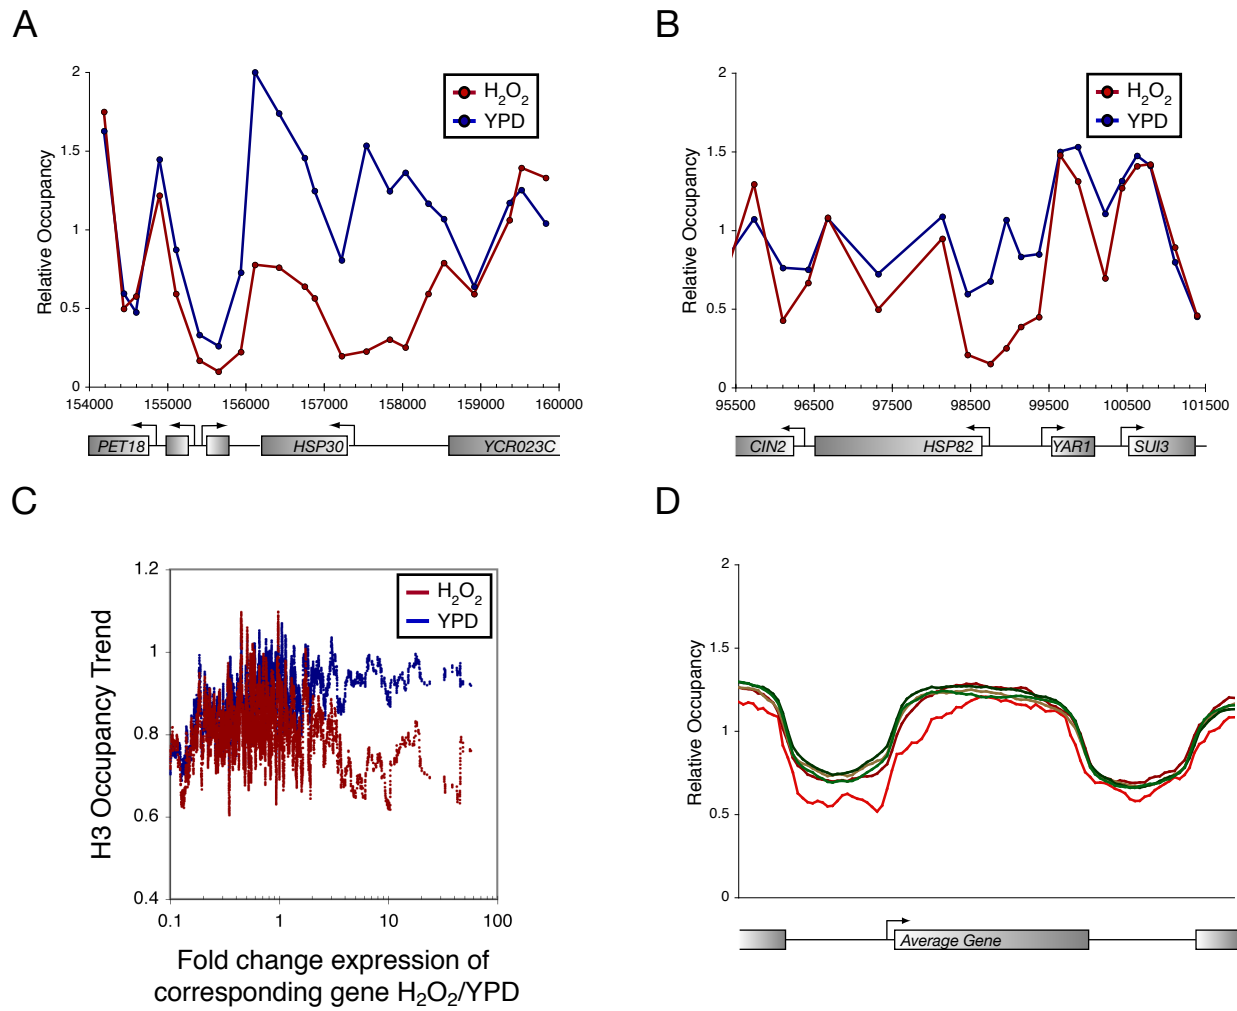 A
B
2
1.5
1
0.5
0
Relative Occupancy
H2O2
YPD
154000 155000 156000 157000 158000 159000 160000
PET18 HSP30 YCR023C
2
1.5
1
0.5
0
Relative Occupancy
H2O2
YPD
95500 96500 97500 98500 99500 100500 101500
CIN2 HSP82 YAR1 SUI3
C
D
1.2
1
0.8
0.6
0.4
H3 Occupancy Trend
H2O2
YPD
0.1 1 10 100
Fold change expression of
corresponding gene H2O2/YPD
2
1.5
1
0.5
0
Relative Occupancy
Average Gene